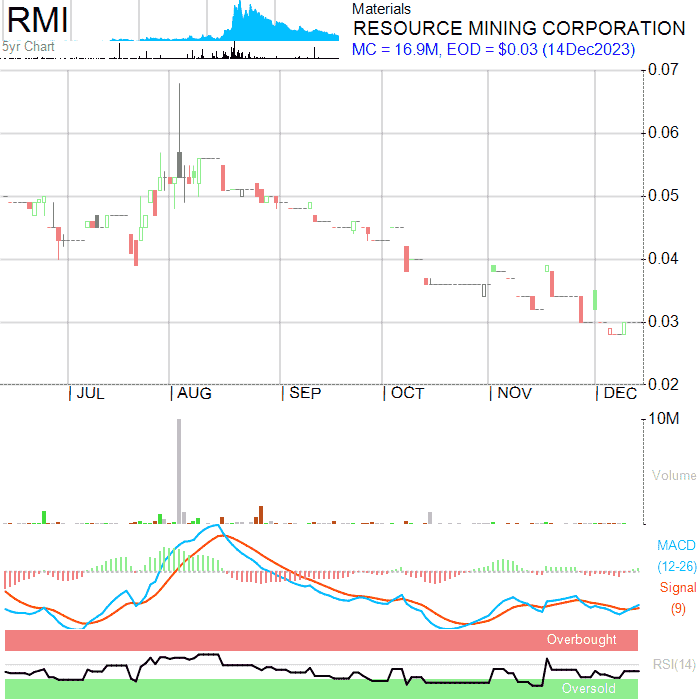 RMI
5yr Chart
Materials
RESOURCE MINING CORPORATION
MC = 16.9M, EOD = $0.03 (14Dec2023)
0.07
0.06
0.05
0.04
0.03
0.02
JUL
AUG
SEP
OCT
NOV
DEC
10M
Volume
MACD
(12-26)
Signal
(9)
Overbought
RSI(14)
Oversold